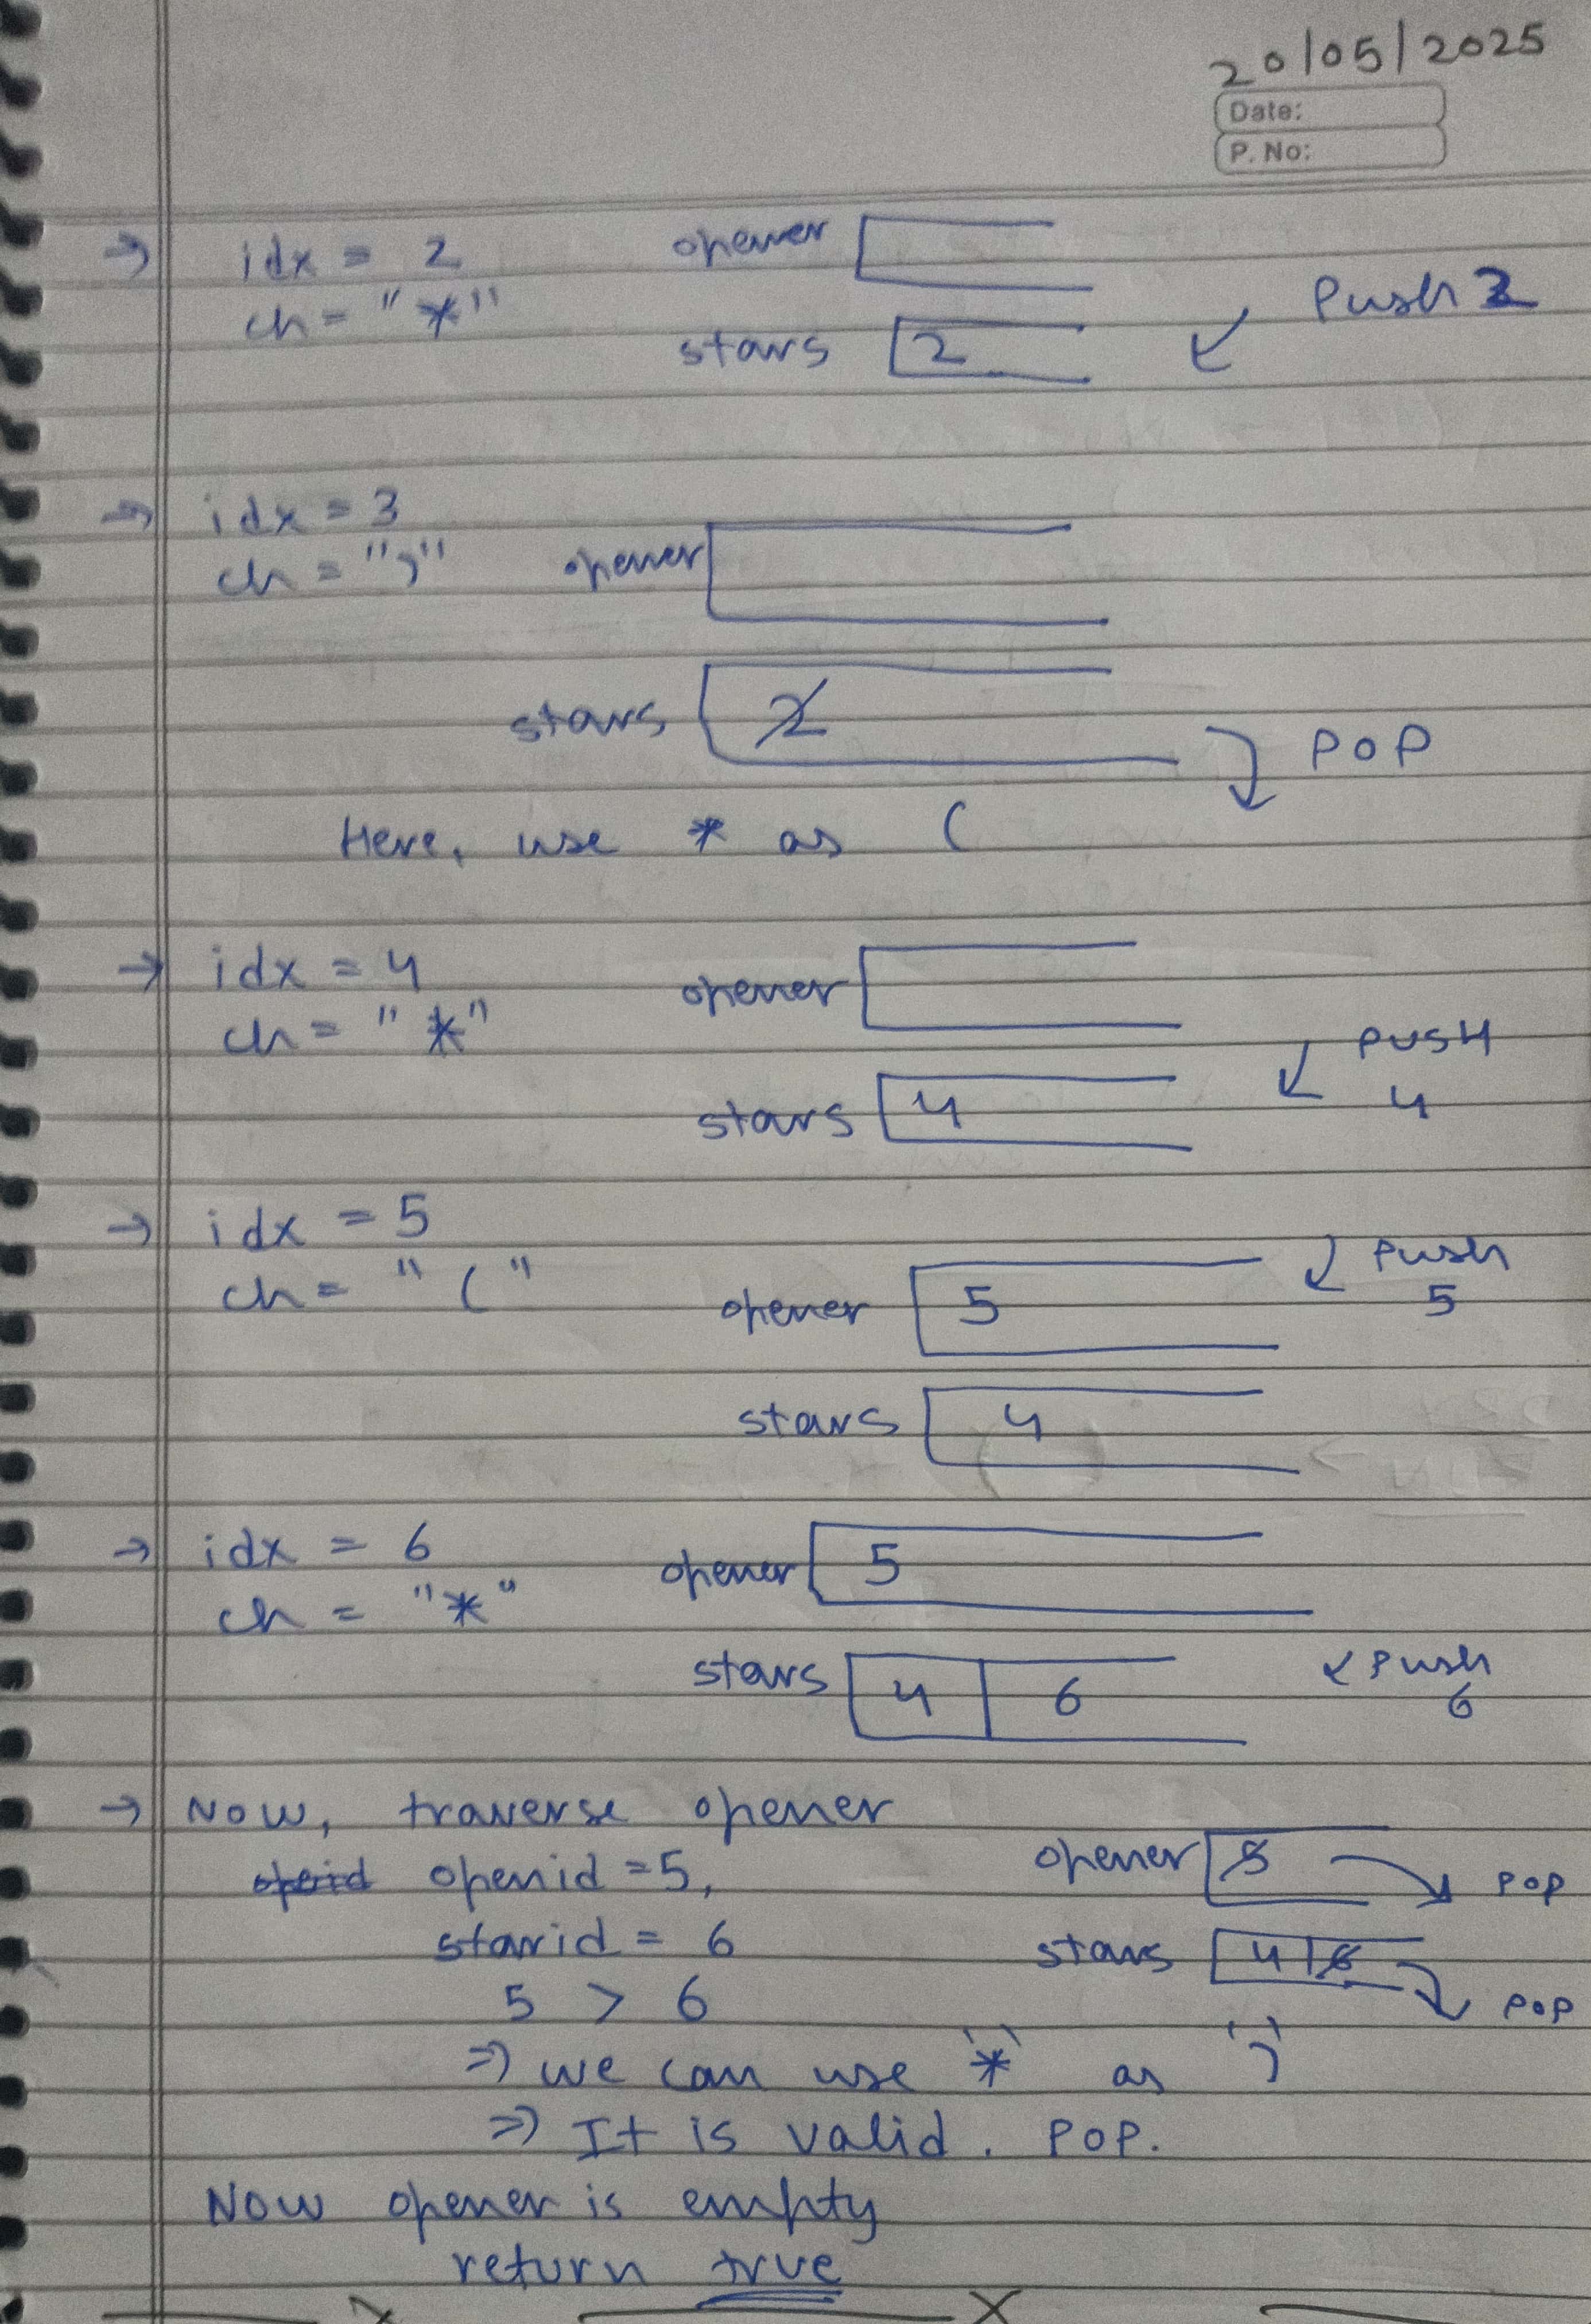 20/05/2025
Date:
P. No:
→ idx = 2 opener
ch = "*" Push 2
stars 2
→ idx = 3
ch = ")" opener
stars 2 POP
Here, use * as (
→ idx = 4 opener
ch = "*" PUSH
stars 4 4
→ idx = 5
ch = "(" Push
opener 5 5
stars 4
→ idx = 6 opener 5
ch = "*"
stars 4 6 Push
6
→ Now, traverse opener
openid = 5, opener 5 POP
starid = 6 stars 4 6 POP
5 > 6
⇒ we can use '*' as ')'
⇒ It is valid. POP.
Now opener is empty
return true
x x